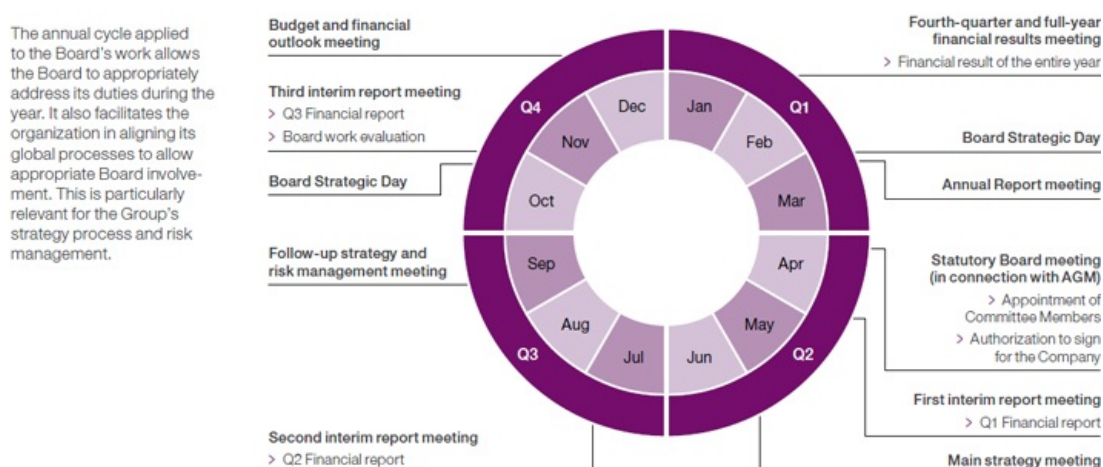 The annual cycle applied
to the Board's work allows
the Board to appropriately
address its duties during the
year. It also facilitates the
organization in aligning its
global processes to allow
appropriate Board involve-
ment. This is particularly
relevant for the Group's
strategy process and risk
management.
Budget and financial
outlook meeting
Third interim report meeting
> Q3 Financial report
> Board work evaluation
Board Strategic Day
Follow-up strategy and
risk management meeting
Second interim report meeting
> Q2 Financial report
Q4
Q1
Q3
Q2
Dec
Jan
Nov
Feb
Oct
Mar
Sep
Apr
Aug
May
Jul
Jun
Fourth-quarter and full-year
financial results meeting
> Financial result of the entire year
Board Strategic Day
Annual Report meeting
Statutory Board meeting
(in connection with AGM)
> Appointment of
Committee Members
> Authorization to sign
for the Company
First interim report meeting
> Q1 Financial report
Main strategy meeting